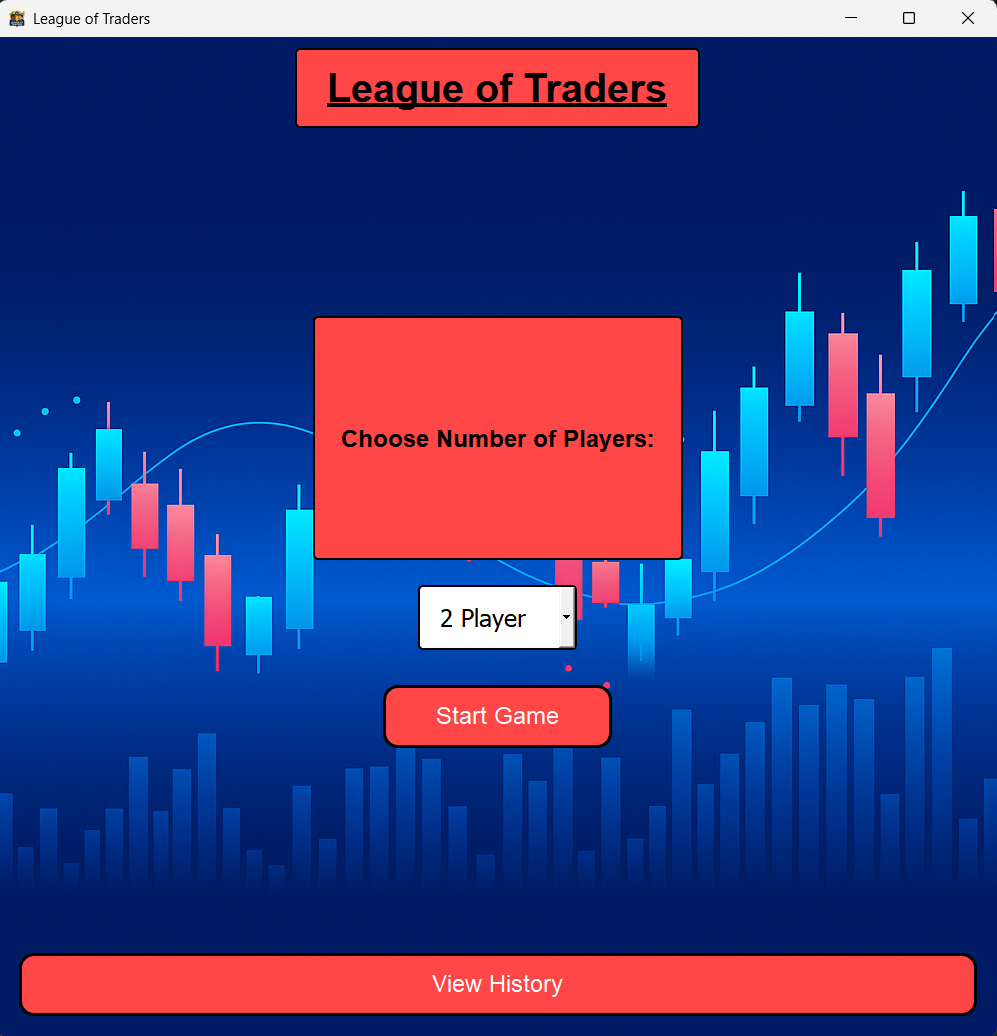 League of Traders
League of Traders
Choose Number of Players:
2 Player
Start Game
View History